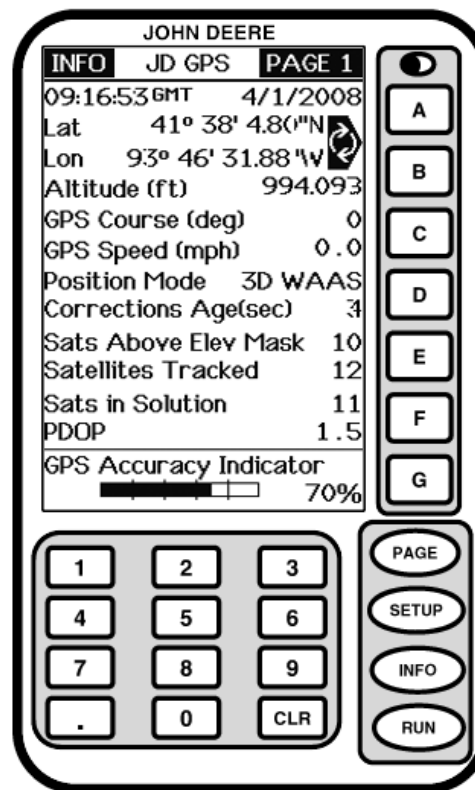 JOHN DEERE
INFO JD GPS PAGE 1
09:16:53 GMT 4/1/2008
Lat 41° 38' 4.80"N
Lon 93° 46' 31.88"W
Altitude (ft) 994.093
GPS Course (deg) 0
GPS Speed (mph) 0.0
Position Mode 3D WAAS
Corrections Age(sec) 3
Sats Above Elev Mask 10
Satellites Tracked 12
Sats in Solution 11
PDOP 1.5
GPS Accuracy Indicator
70%
A
B
C
D
E
F
G
PAGE
SETUP
INFO
RUN
1 2 3
4 5 6
7 8 9
. 0 CLR